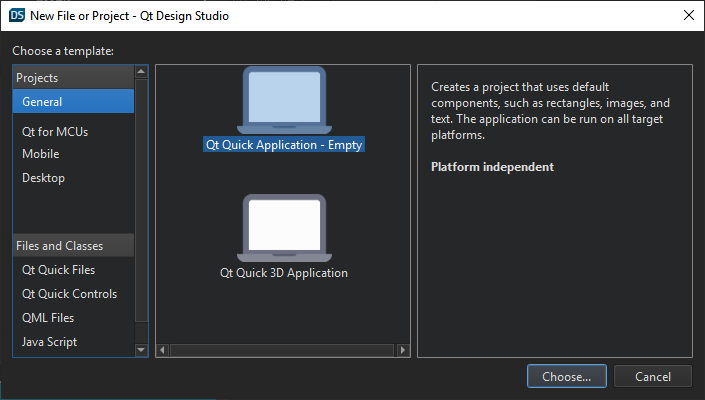 DS New File or Project - Qt Design Studio
Choose a template:
Projects
General
Qt for MCUs
Mobile
Desktop
Files and Classes
Qt Quick Files
Qt Quick Controls
QML Files
Java Script
Qt Quick Application - Empty
Qt Quick 3D Application
Creates a project that uses default
components, such as rectangles, images, and
text. The application can be run on all target
platforms.
Platform independent
Choose...
Cancel